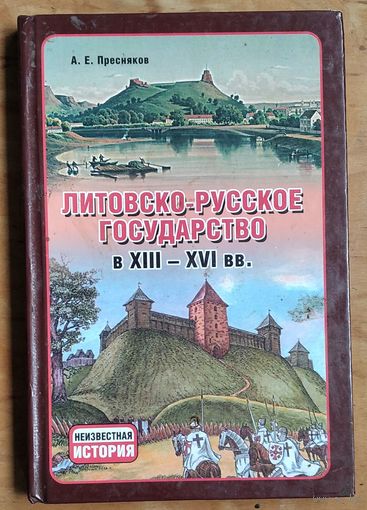 А. Е. Пресняков
ЛИТОВСКО-РУССКОЕ
ГОСУДАРСТВО
В XIII – XVI ВВ.
НЕИЗВЕСТНАЯ
ИСТОРИЯ